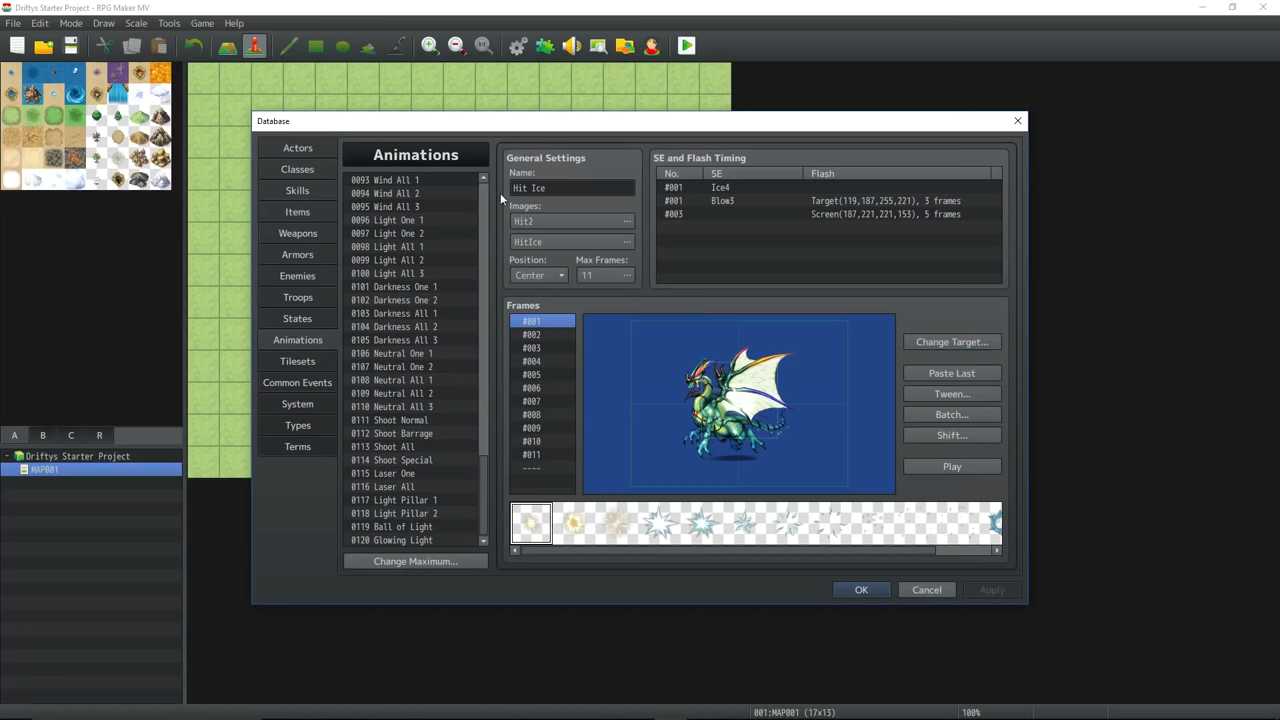 Driftys Starter Project - RPG Maker MV
File Edit Mode Draw Scale Tools Game Help
1:1
Database
Actors
Classes
Skills
Items
Weapons
Armors
Enemies
Troops
States
Animations
Tilesets
Common Events
System
Types
Terms
Animations
0093 Wind All 1
0094 Wind All 2
0095 Wind All 3
0096 Light One 1
0097 Light One 2
0098 Light All 1
0099 Light All 2
0100 Light All 3
0101 Darkness One 1
0102 Darkness One 2
0103 Darkness All 1
0104 Darkness All 2
0105 Darkness All 3
0106 Neutral One 1
0107 Neutral One 2
0108 Neutral All 1
0109 Neutral All 2
0110 Neutral All 3
0111 Shoot Normal
0112 Shoot Barrage
0113 Shoot All
0114 Shoot Special
0115 Laser One
0116 Laser All
0117 Light Pillar 1
0118 Light Pillar 2
0119 Ball of Light
0120 Glowing Light
Change Maximum...
General Settings
Name:
Hit Ice
Images:
Hit2 ...
HitIce ...
Position: Max Frames:
Center 11 ...
SE and Flash Timing
No. SE Flash
#001 Ice4
#001 Blow3 Target(119,187,255,221), 3 frames
#003 Screen(187,221,221,153), 5 frames
Frames
#001
#002
#003
#004
#005
#006
#007
#008
#009
#010
#011
----
Change Target...
Paste Last
Tween...
Batch...
Shift...
Play
OK Cancel Apply
A B C R
Driftys Starter Project
MAP001
001:MAP001 (17x13) 100%